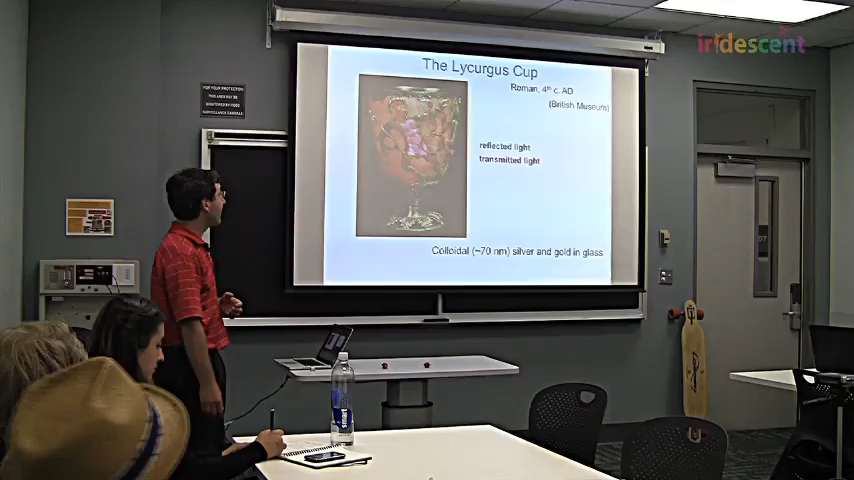 iridescent
The Lycurgus Cup
Roman, 4th c. AD
(British Museum)
reflected light
transmitted light
Colloidal (~70 nm) silver and gold in glass
FOR YOUR PROTECTION
THIS AREA MAY BE
MONITORED BY VIDEO
SURVEILLANCE CAMERAS
smart